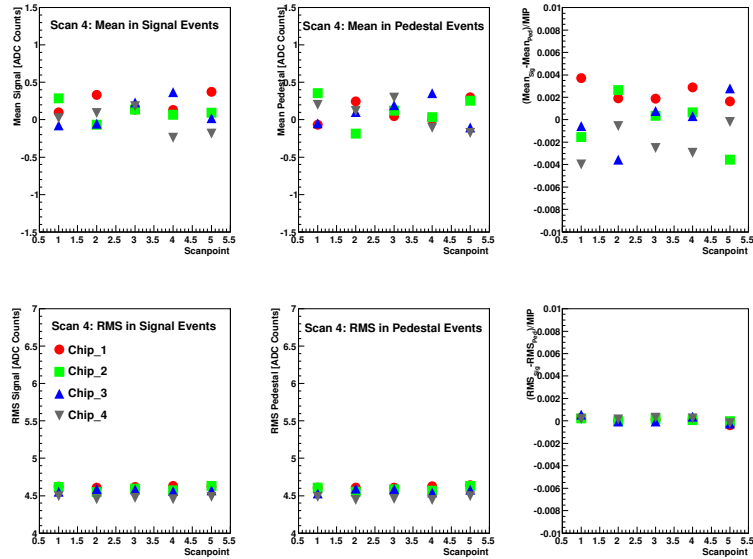 Scan 4: Mean in Signal Events
Mean Signal [ADC Counts]
1.5
1
0.5
0
-0.5
-1
-1.5
0.5 1 1.5 2 2.5 3 3.5 4 4.5 5 5.5
Scanpoint
Scan 4: Mean in Pedestal Events
Mean Pedestal [ADC Counts]
1.5
1
0.5
0
-0.5
-1
-1.5
0.5 1 1.5 2 2.5 3 3.5 4 4.5 5 5.5
Scanpoint
(Mean_Sig-Mean_Ped)/MIP
0.01
0.008
0.006
0.004
0.002
0
-0.002
-0.004
-0.006
-0.008
-0.01
0.5 1 1.5 2 2.5 3 3.5 4 4.5 5 5.5
Scanpoint
Scan 4: RMS in Signal Events
Chip_1
Chip_2
Chip_3
Chip_4
RMS Signal [ADC Counts]
7
6.5
6
5.5
5
4.5
4
0.5 1 1.5 2 2.5 3 3.5 4 4.5 5 5.5
Scanpoint
Scan 4: RMS in Pedestal Events
RMS Pedestal [ADC Counts]
7
6.5
6
5.5
5
4.5
4
0.5 1 1.5 2 2.5 3 3.5 4 4.5 5 5.5
Scanpoint
(RMS_Sig-RMS_Ped)/MIP
0.01
0.008
0.006
0.004
0.002
0
-0.002
-0.004
-0.006
-0.008
-0.01
0.5 1 1.5 2 2.5 3 3.5 4 4.5 5 5.5
Scanpoint